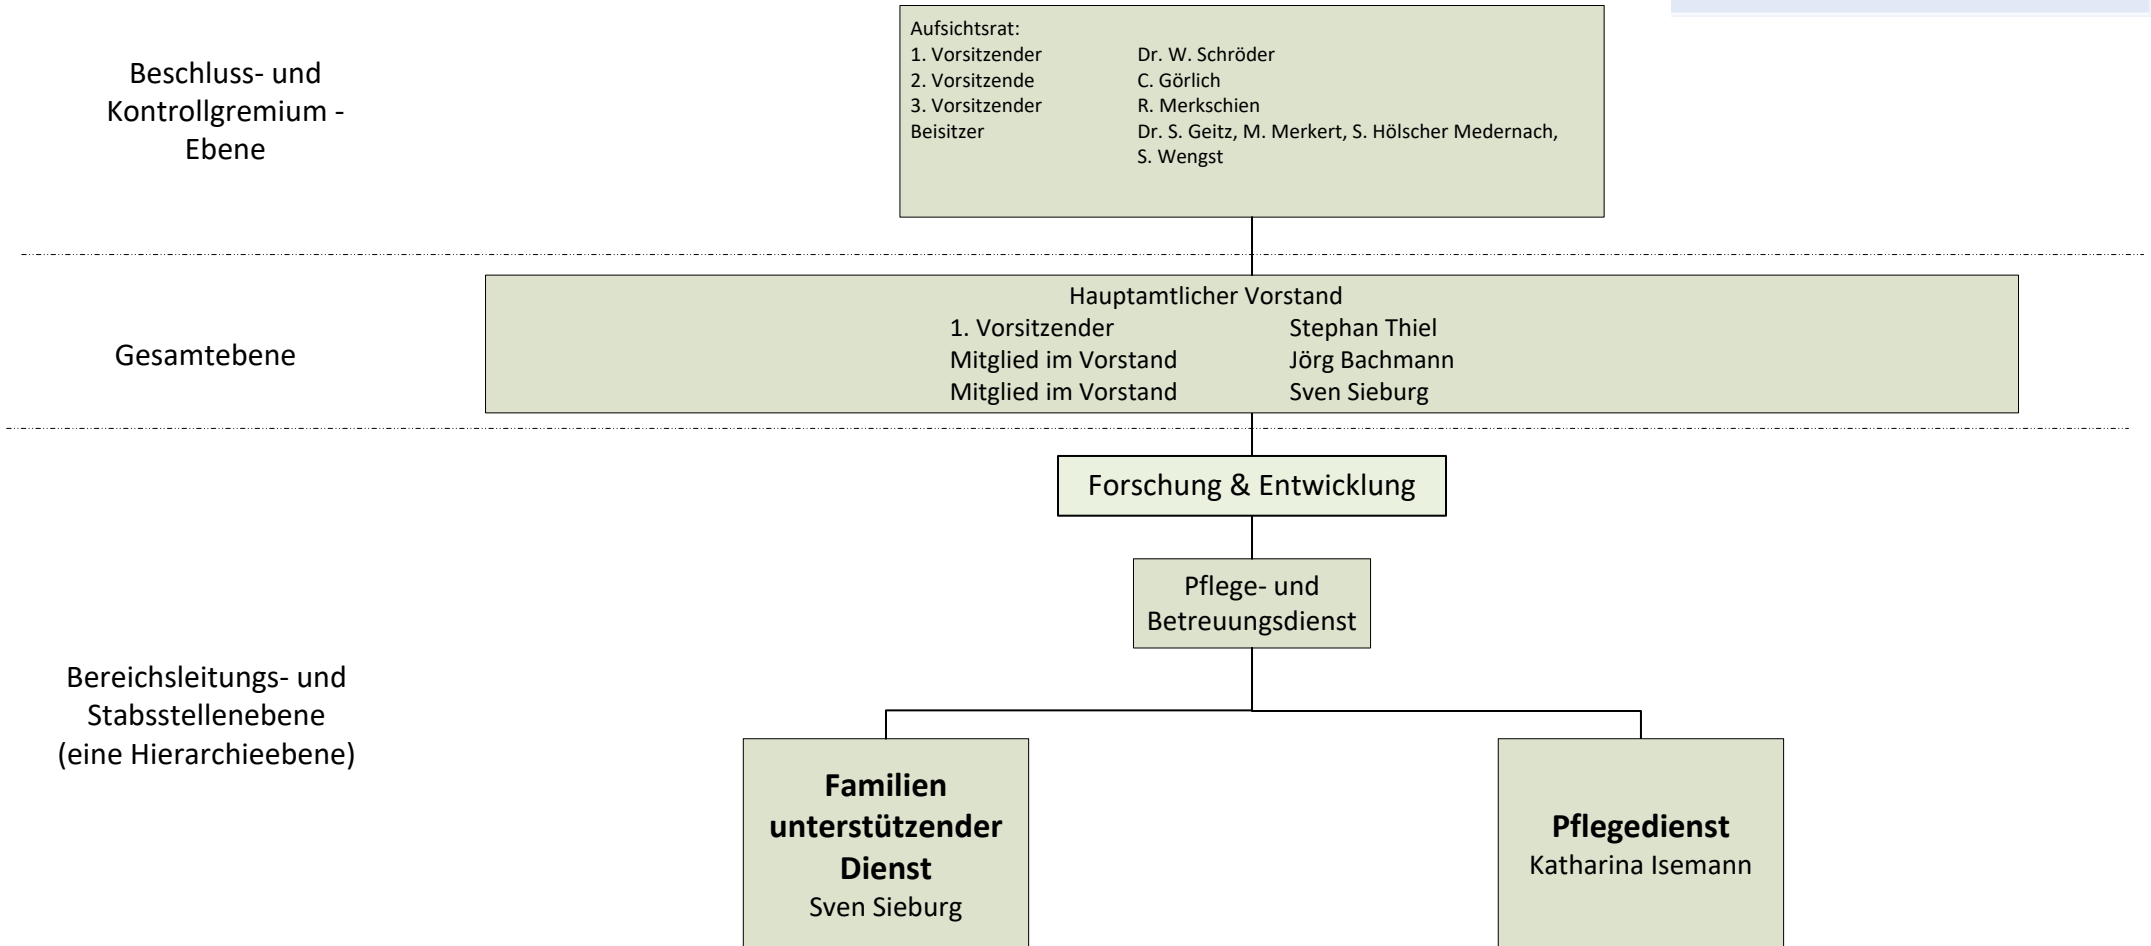 Beschluss- und
Kontrollgremium -
Ebene
Aufsichtsrat:
1. Vorsitzender Dr. W. Schröder
2. Vorsitzende C. Görlich
3. Vorsitzender R. Merkschien
Beisitzer Dr. S. Geitz, M. Merkert, S. Hölscher Medernach,
S. Wengst
Gesamtebene
Hauptamtlicher Vorstand
1. Vorsitzender Stephan Thiel
Mitglied im Vorstand Jörg Bachmann
Mitglied im Vorstand Sven Sieburg
Forschung & Entwicklung
Pflege- und
Betreuungsdienst
Bereichsleitungs- und
Stabsstellenebene
(eine Hierarchieebene)
Familien
unterstützender
Dienst
Sven Sieburg
Pflegedienst
Katharina Isemann